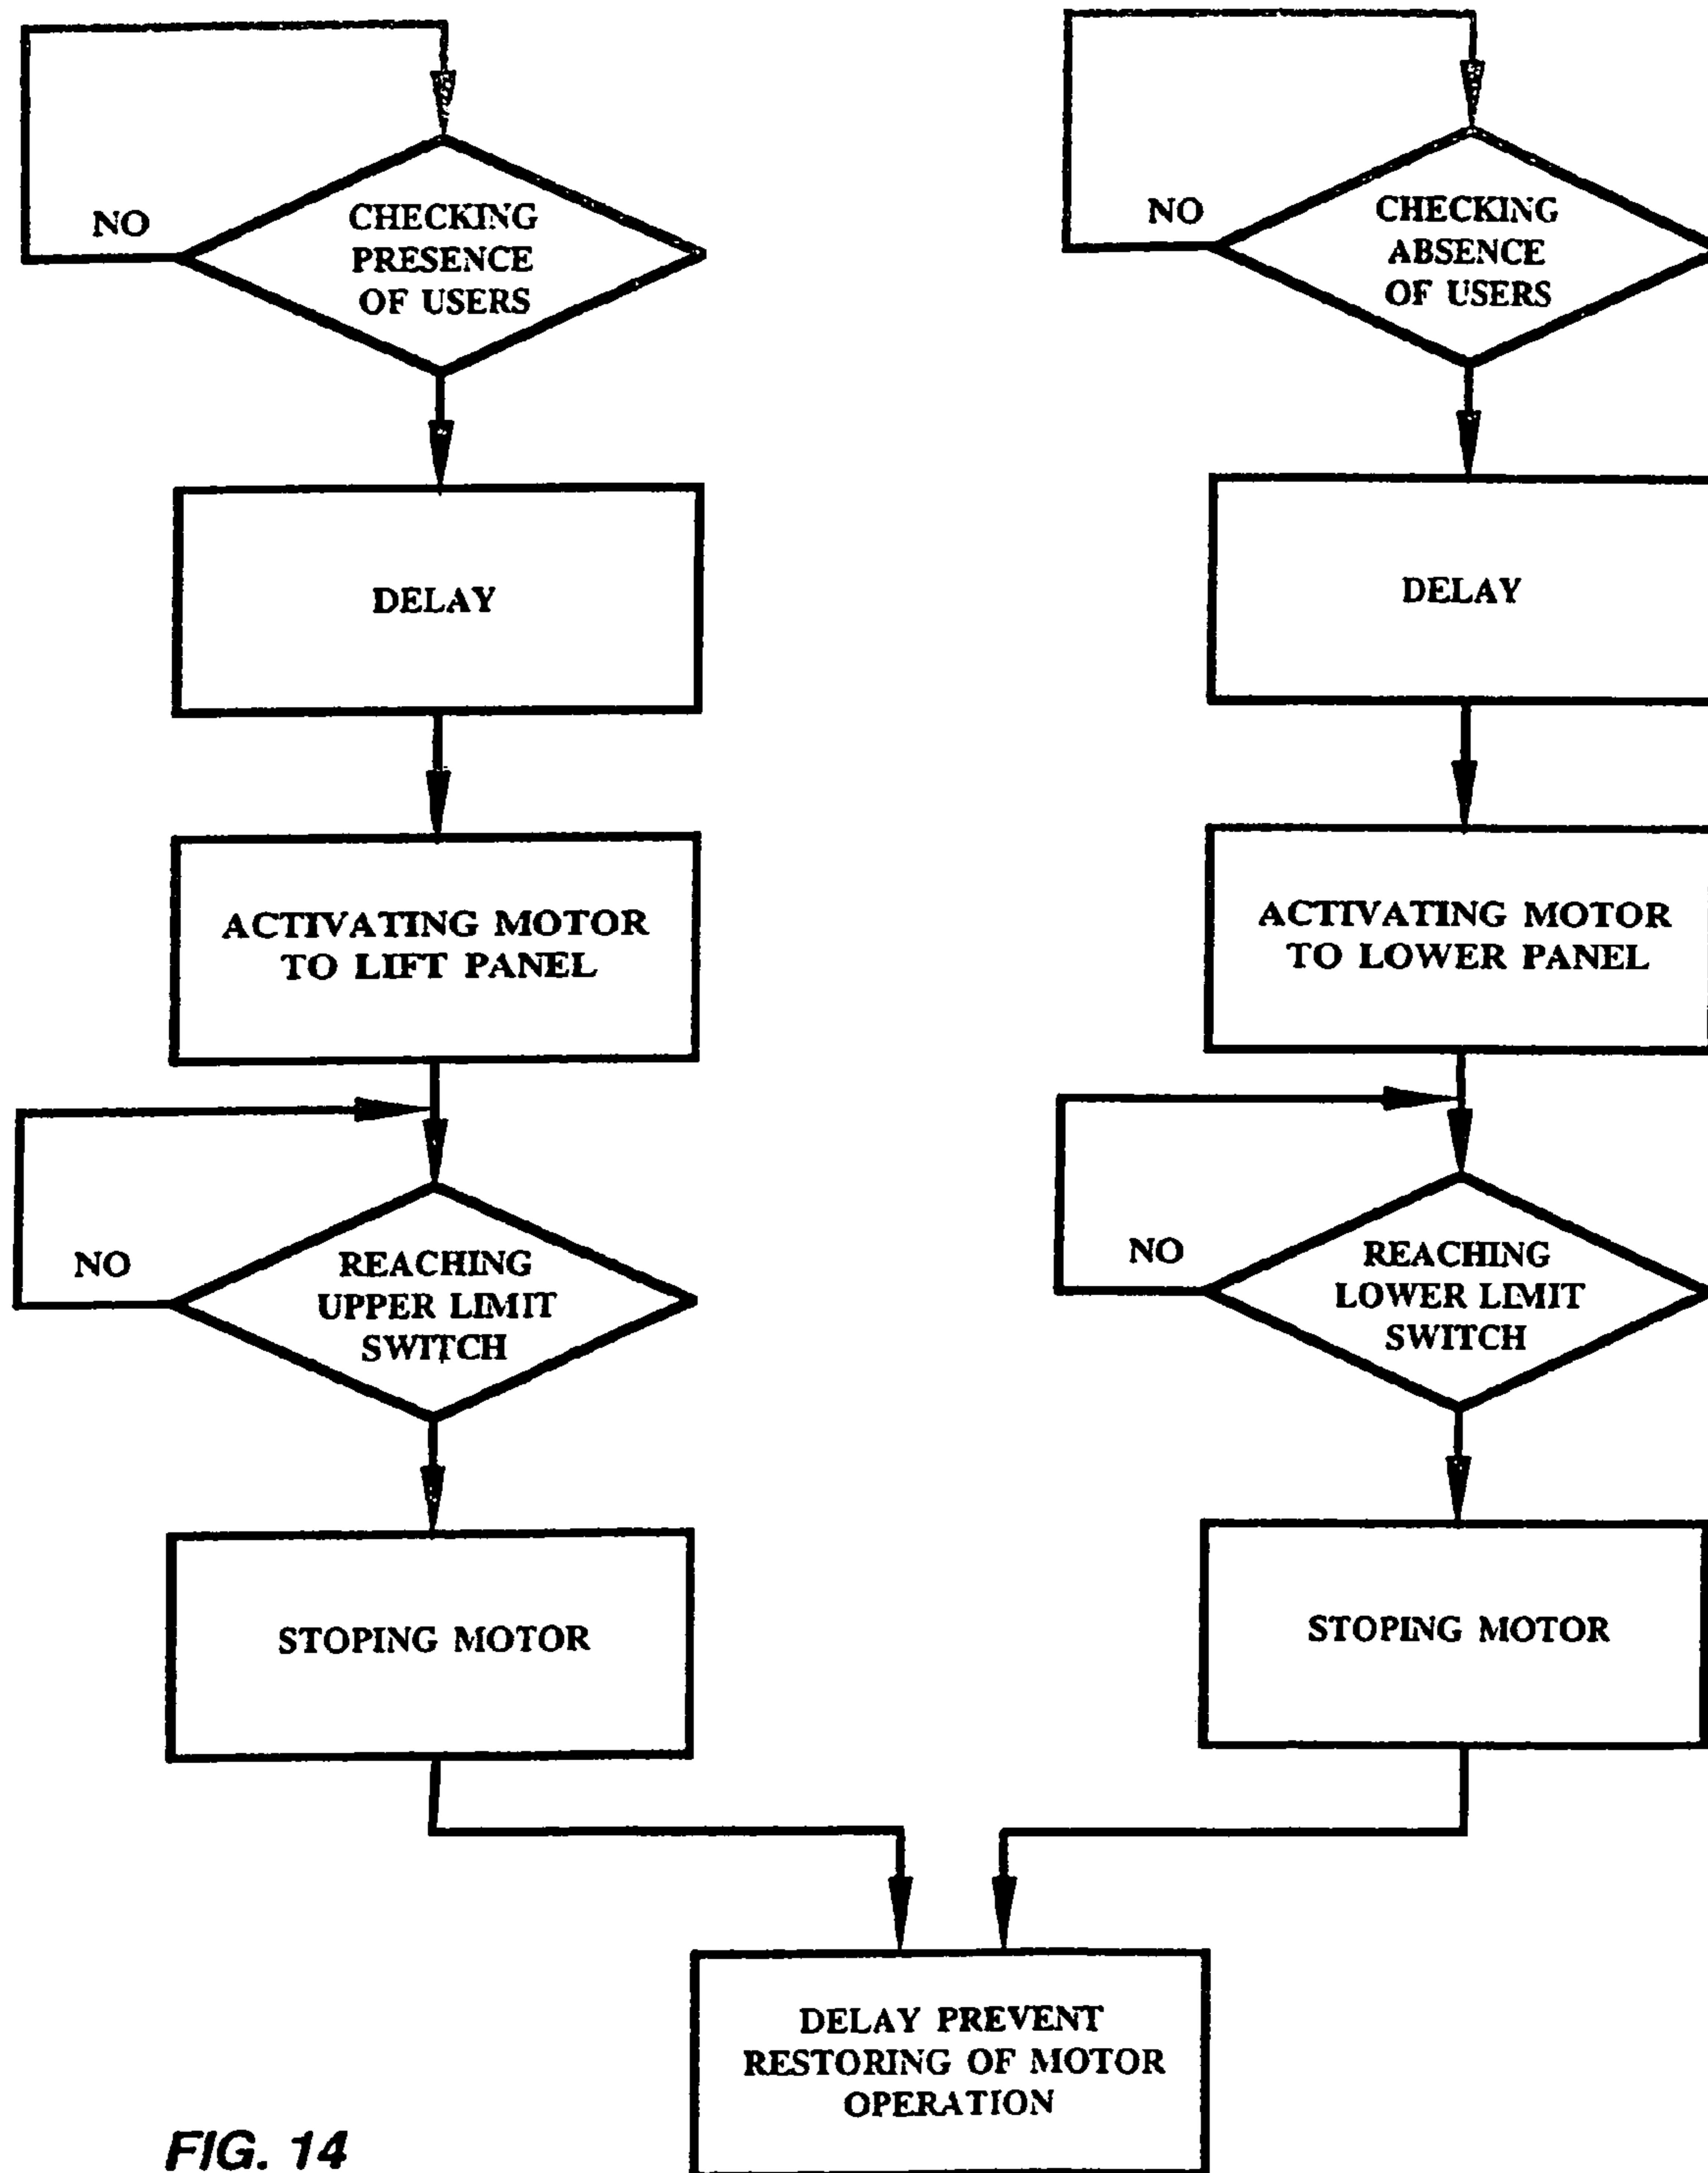 NO
CHECKING
PRESENCE
OF USERS
DELAY
ACTIVATING MOTOR
TO LIFT PANEL
NO
REACHING
UPPER LIMIT
SWITCH
STOPING MOTOR
NO
CHECKING
ABSENCE
OF USERS
DELAY
ACTIVATING MOTOR
TO LOWER PANEL
NO
REACHING
LOWER LIMIT
SWITCH
STOPING MOTOR
DELAY PREVENT
RESTORING OF MOTOR
OPERATION
FIG. 14